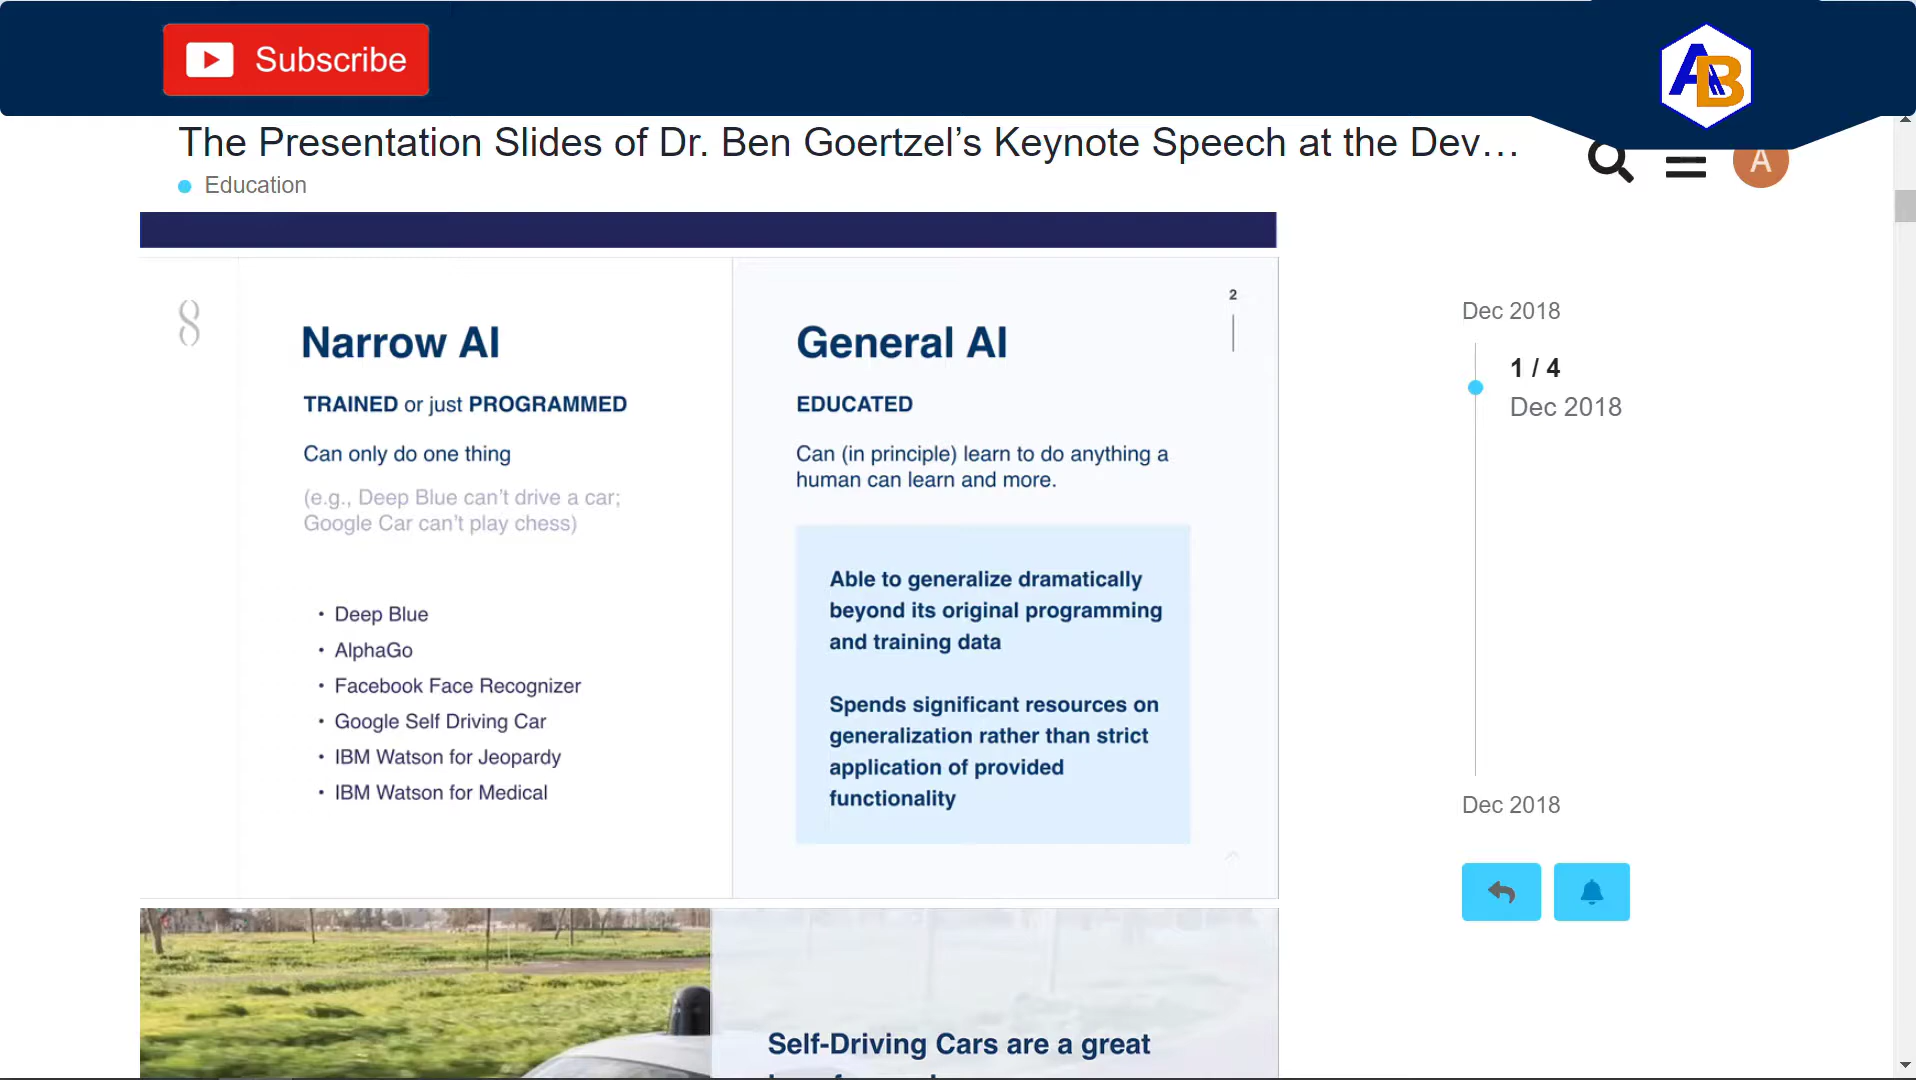 Subscribe
AB
The Presentation Slides of Dr. Ben Goertzel’s Keynote Speech at the Dev…
Education
A
2
Narrow AI
TRAINED or just PROGRAMMED
Can only do one thing
(e.g., Deep Blue can’t drive a car;
Google Car can’t play chess)
• Deep Blue
• AlphaGo
• Facebook Face Recognizer
• Google Self Driving Car
• IBM Watson for Jeopardy
• IBM Watson for Medical
General AI
EDUCATED
Can (in principle) learn to do anything a
human can learn and more.
Able to generalize dramatically
beyond its original programming
and training data
Spends significant resources on
generalization rather than strict
application of provided
functionality
Self-Driving Cars are a great
Dec 2018
1 / 4
Dec 2018
Dec 2018